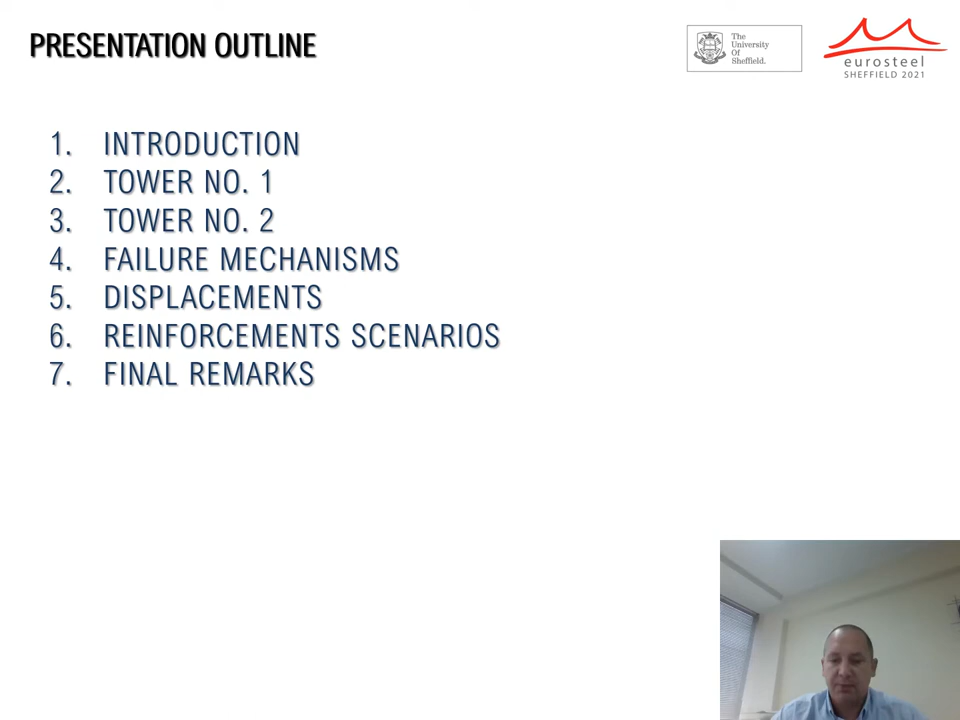 PRESENTATION OUTLINE
The
University
Of
Sheffield.
eurosteel
SHEFFIELD 2021
1. INTRODUCTION
2. TOWER NO. 1
3. TOWER NO. 2
4. FAILURE MECHANISMS
5. DISPLACEMENTS
6. REINFORCEMENTS SCENARIOS
7. FINAL REMARKS